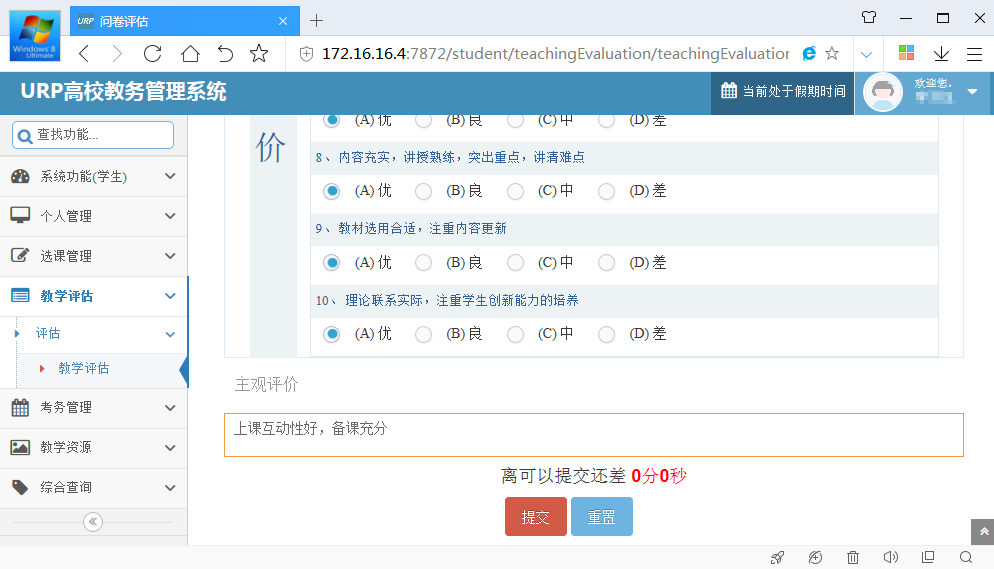 URP 问卷评估
Windows 8
Ultimate
172.16.16.4:7872/student/teachingEvaluation/teachingEvaluation
URP高校教务管理系统
当前处于假期时间
欢迎您,
查找功能...
系统功能(学生)
个人管理
选课管理
教学评估
评估
教学评估
考务管理
教学资源
综合查询
价
(A) 优 (B) 良 (C) 中 (D) 差
8、 内容充实，讲授熟练，突出重点，讲清难点
(A) 优 (B) 良 (C) 中 (D) 差
9、 教材选用合适，注重内容更新
(A) 优 (B) 良 (C) 中 (D) 差
10、 理论联系实际，注重学生创新能力的培养
(A) 优 (B) 良 (C) 中 (D) 差
主观评价
上课互动性好，备课充分
离可以提交还差 0分0秒
提交 重置